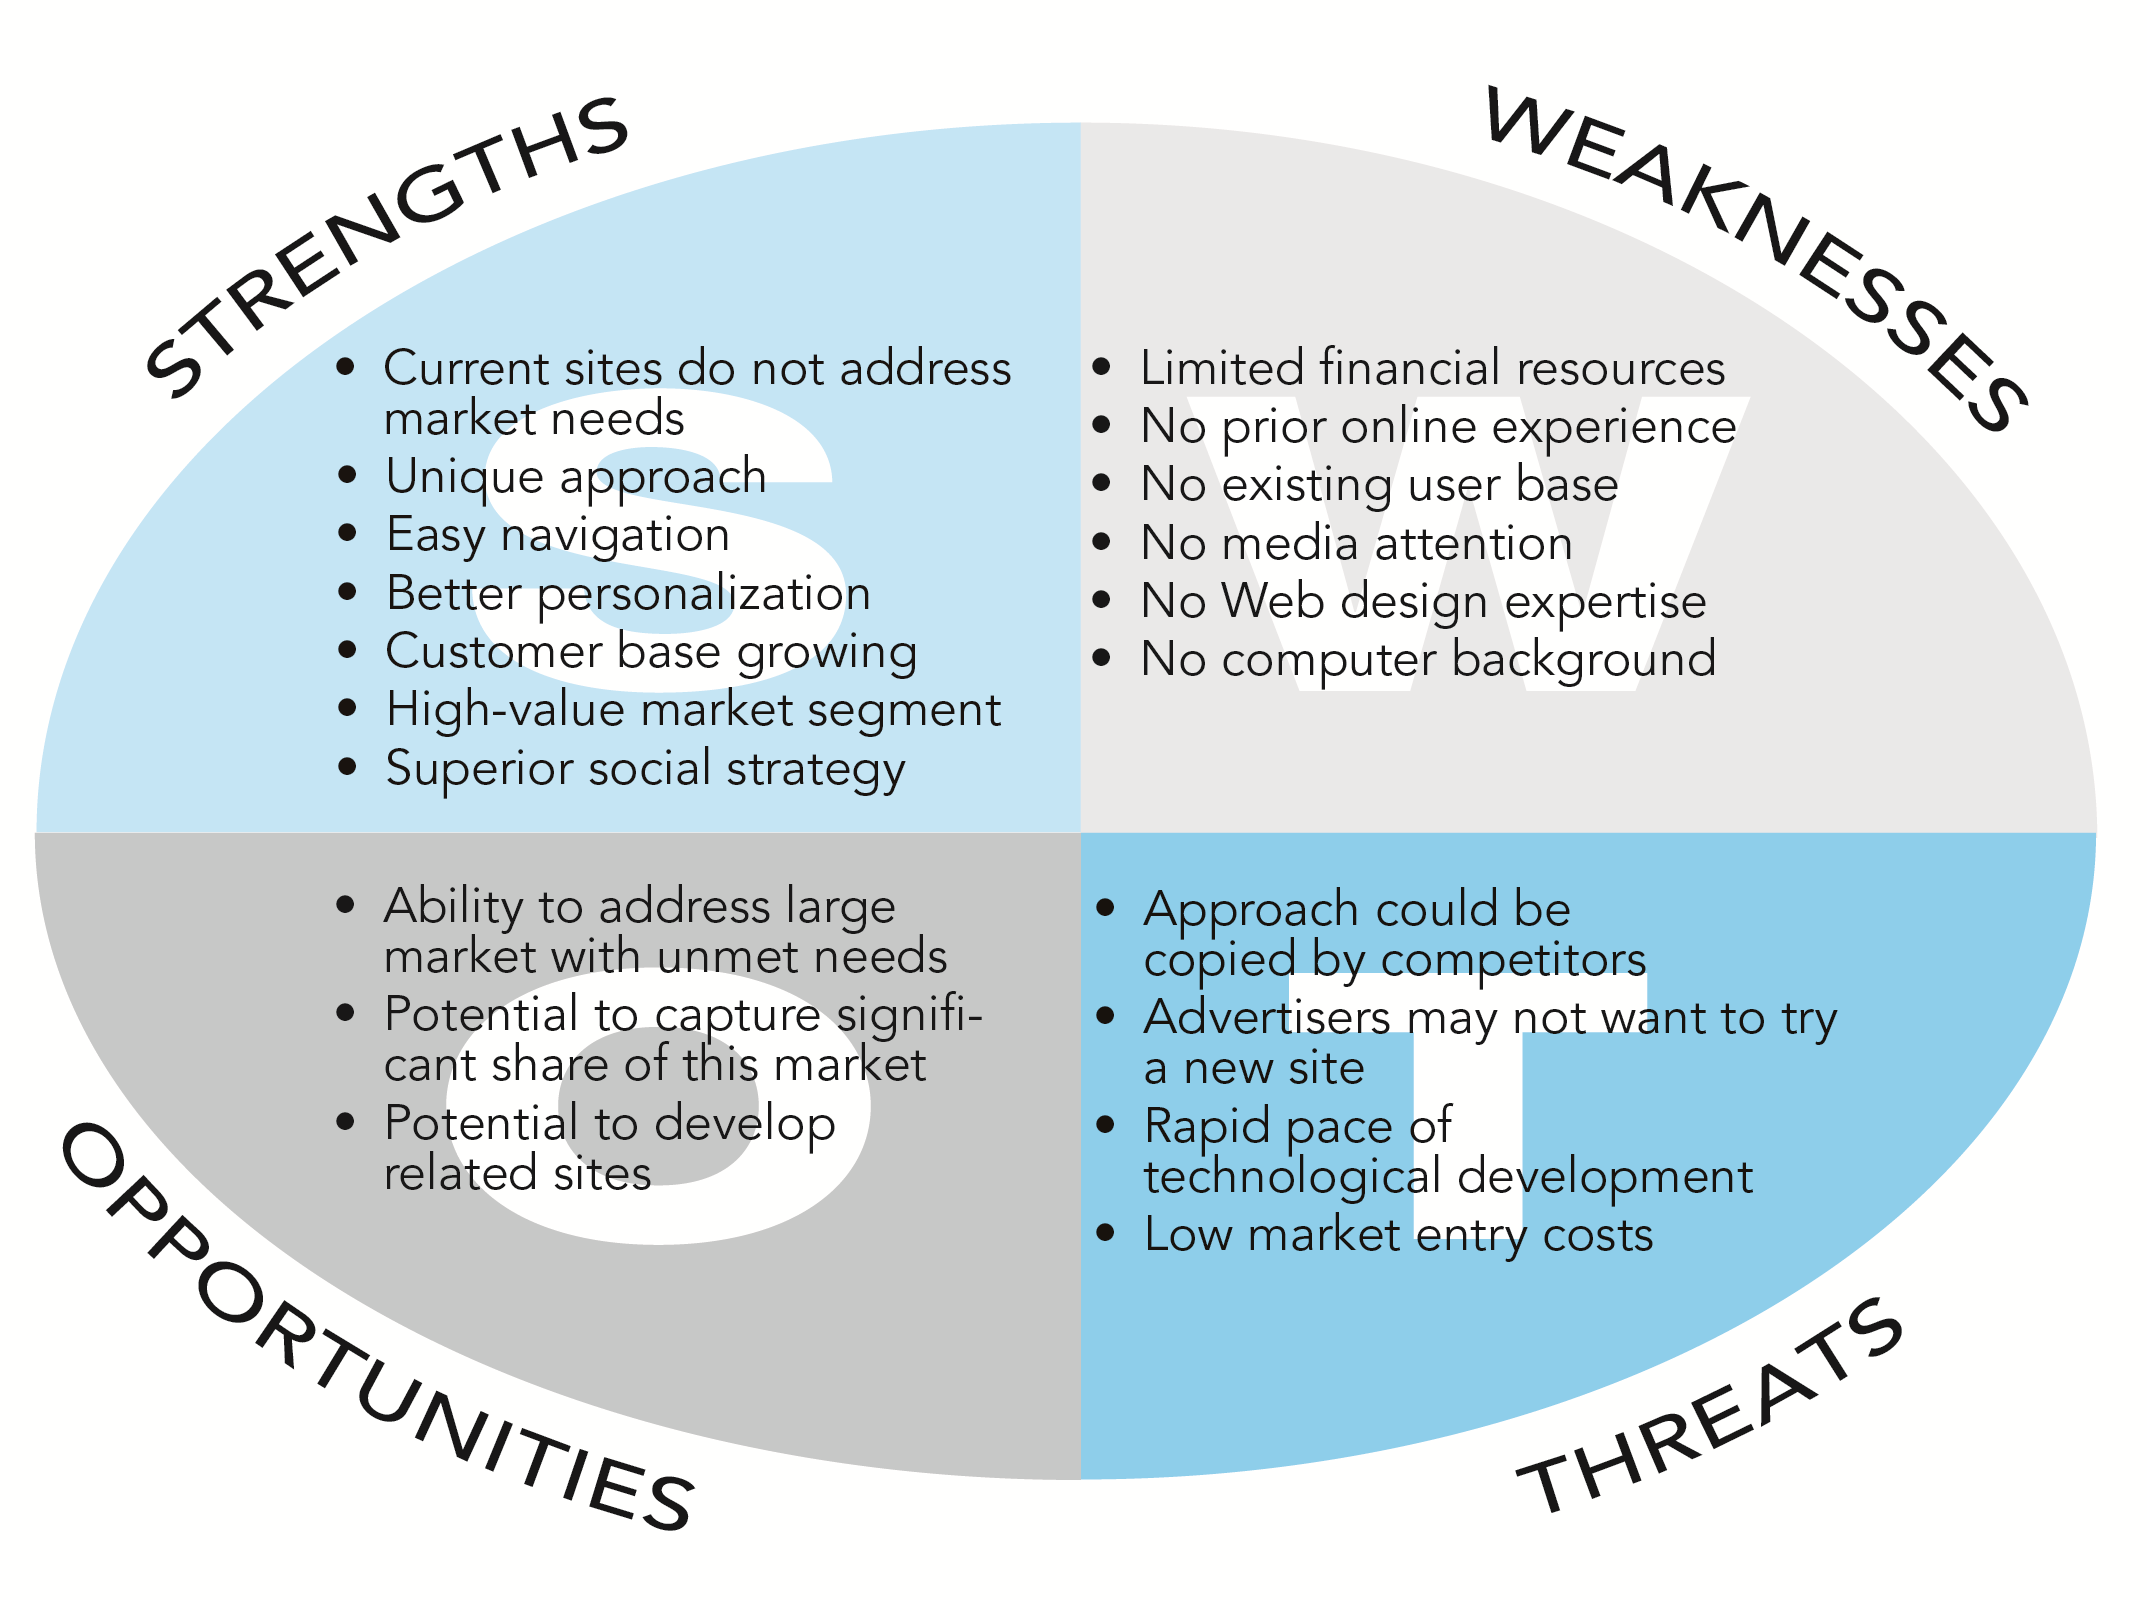 STRENGTHS
• Current sites do not address
market needs
• Unique approach
• Easy navigation
• Better personalization
• Customer base growing
• High-value market segment
• Superior social strategy
S
WEAKNESSES
• Limited financial resources
• No prior online experience
• No existing user base
• No media attention
• No Web design expertise
• No computer background
W
OPPORTUNITIES
• Ability to address large
market with unmet needs
• Potential to capture signifi-
cant share of this market
• Potential to develop
related sites
O
THREATS
• Approach could be
copied by competitors
• Advertisers may not want to try
a new site
• Rapid pace of
technological development
• Low market entry costs
T